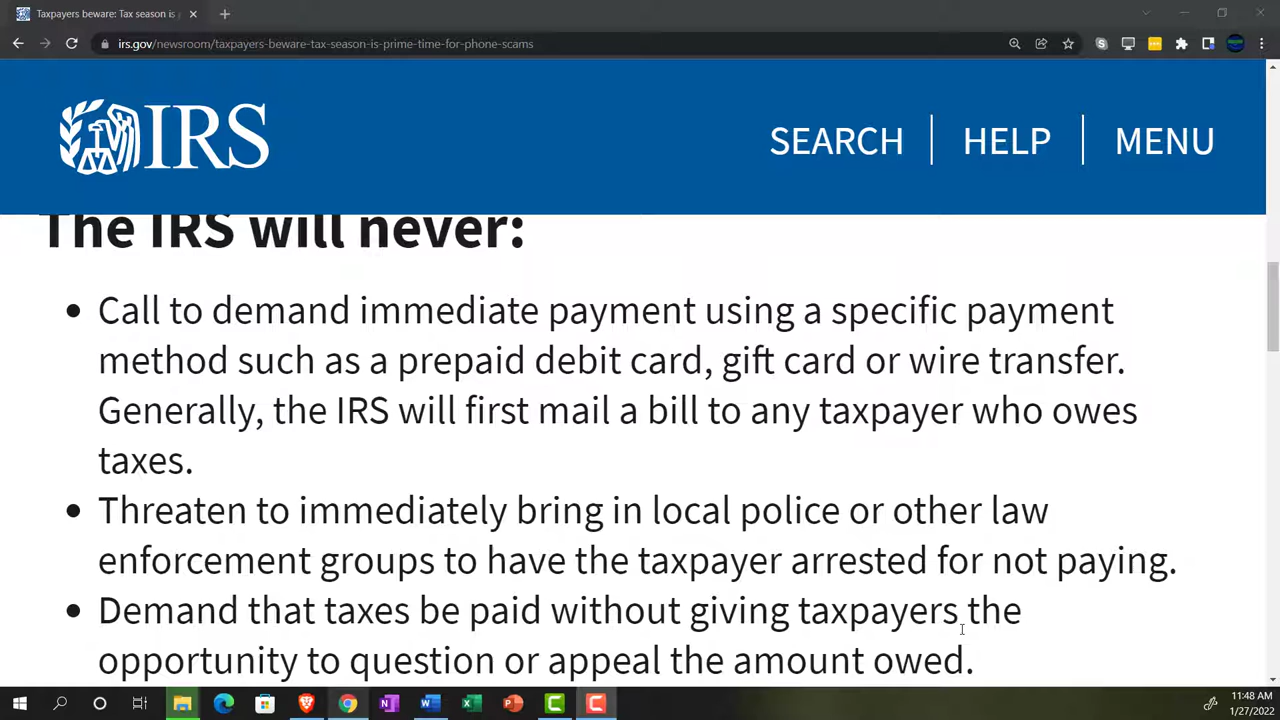 Taxpayers beware: Tax season is
irs.gov/newsroom/taxpayers-beware-tax-season-is-prime-time-for-phone-scams
IRS
SEARCH
HELP
MENU
The IRS will never:
• Call to demand immediate payment using a specific payment
method such as a prepaid debit card, gift card or wire transfer.
Generally, the IRS will first mail a bill to any taxpayer who owes
taxes.
• Threaten to immediately bring in local police or other law
enforcement groups to have the taxpayer arrested for not paying.
• Demand that taxes be paid without giving taxpayers the
opportunity to question or appeal the amount owed.
11:48 AM
1/27/2022